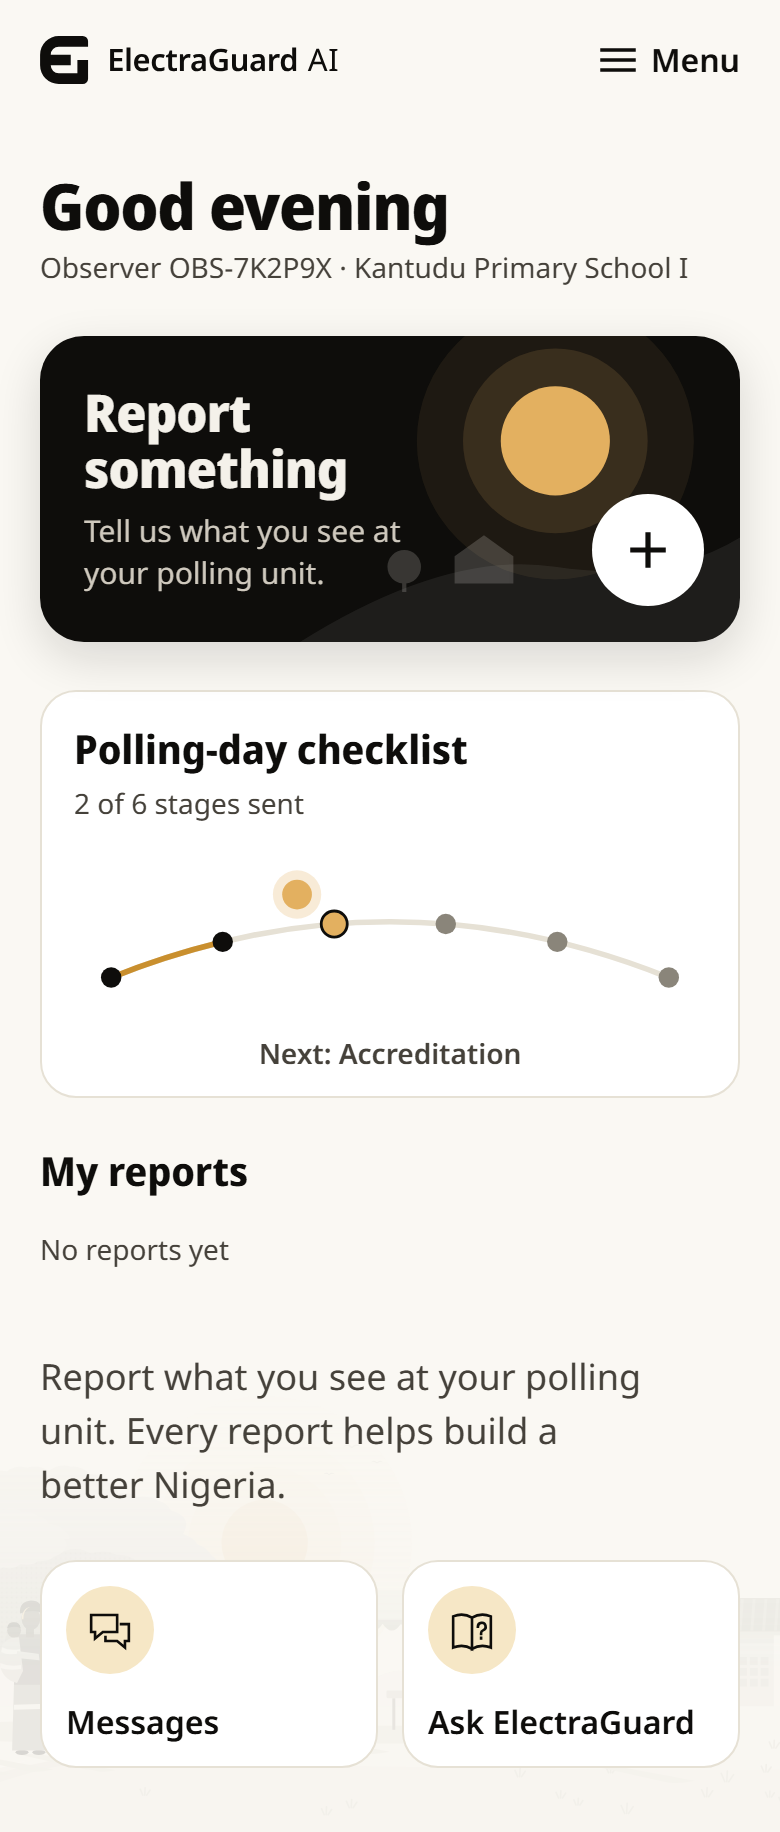 ElectraGuard AI
Menu
Good evening
Observer OBS-7K2P9X · Kantudu Primary School I
Report
something
Tell us what you see at
your polling unit.
Polling-day checklist
2 of 6 stages sent
Next: Accreditation
My reports
No reports yet
Report what you see at your polling
unit. Every report helps build a
better Nigeria.
Messages
Ask ElectraGuard